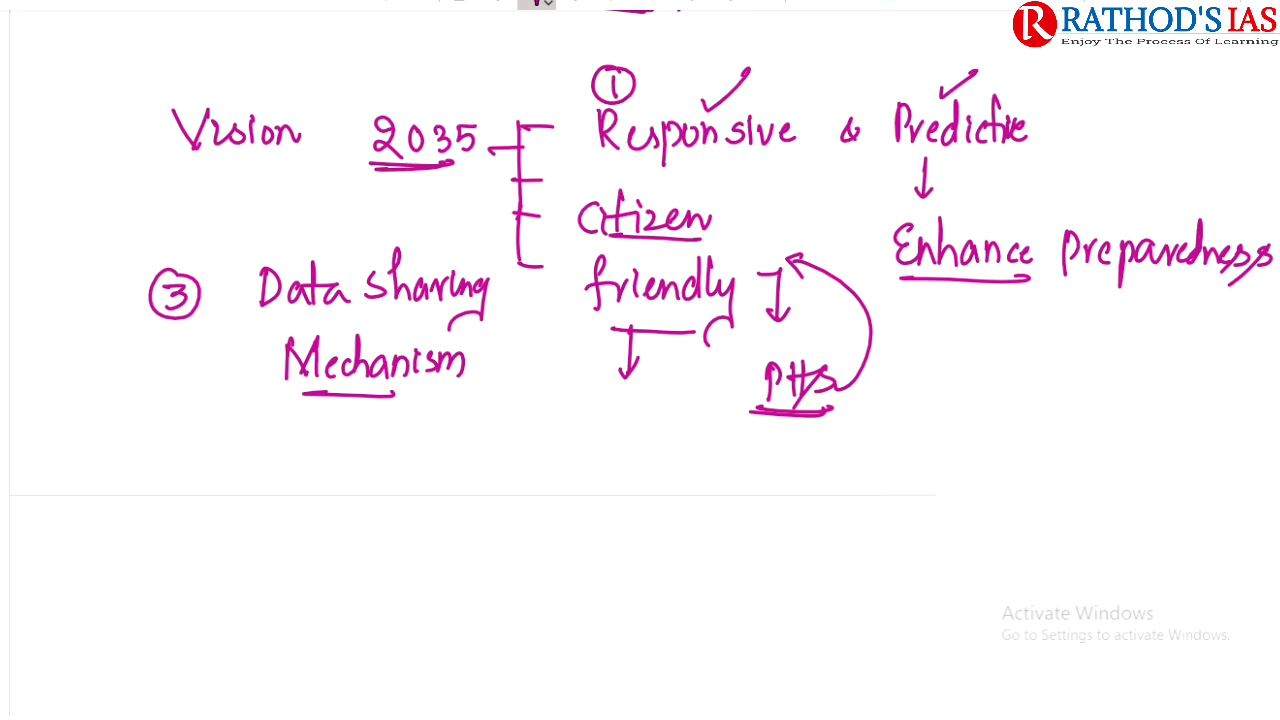 RATHOD'S IAS
Enjoy The Process Of Learning
1
Vision 2035 Responsive & Predictive
Citizen
Enhance preparedness
3 Data sharing friendly
Mechanism
PHS
Activate Windows
Go to Settings to activate Windows.